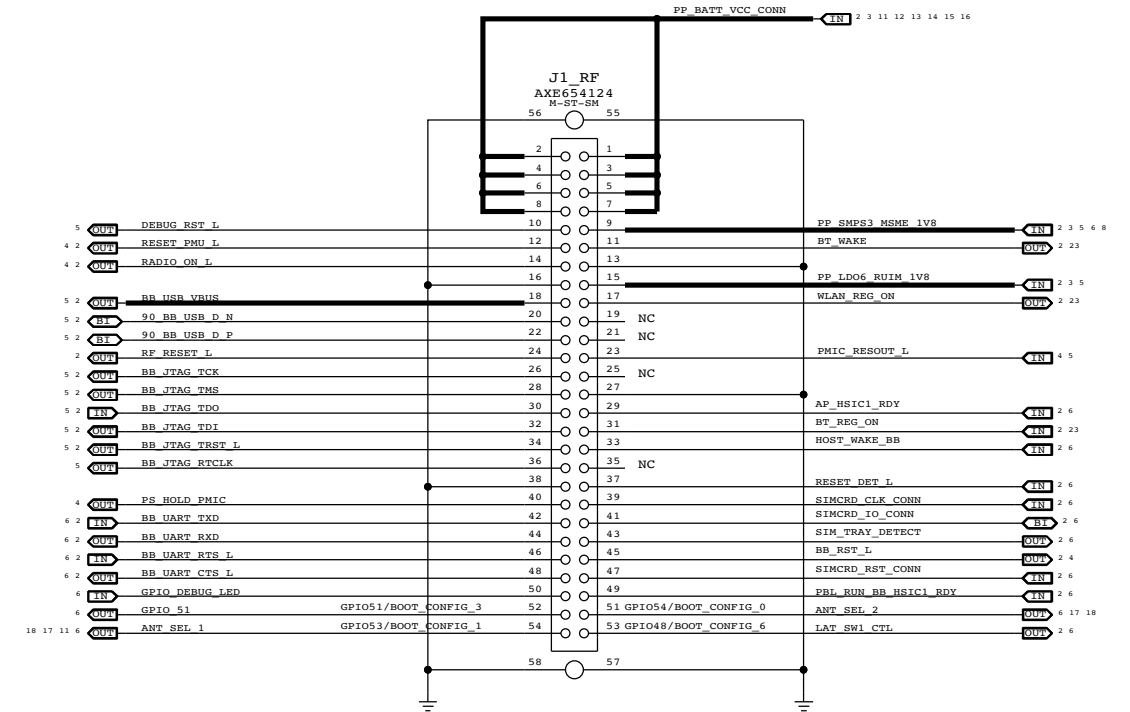 PP_BATT_VCC_CONN
IN 2 3 11 12 13 14 15 16
J1_RF
AXE654124
M-ST-SM
56 55
2 1
4 3
6 5
8 7
5 OUT DEBUG_RST_L 10 9 PP_SMPS3_MSME_1V8 IN 2 3 5 6 8
4 2 OUT RESET_PMU_L 12 11 BT_WAKE OUT 2 23
4 2 OUT RADIO_ON_L 14 13
16 15 PP_LDO6_RUIM_1V8 IN 2 3 5
5 2 OUT BB_USB_VBUS 18 17 WLAN_REG_ON OUT 2 23
5 2 BI 90_BB_USB_D_N 20 19 NC
5 2 BI 90_BB_USB_D_P 22 21 NC
2 OUT RF_RESET_L 24 23 PMIC_RESOUT_L IN 4 5
5 2 OUT BB_JTAG_TCK 26 25 NC
5 2 OUT BB_JTAG_TMS 28 27
5 2 IN BB_JTAG_TDO 30 29 AP_HSIC1_RDY IN 2 6
5 2 OUT BB_JTAG_TDI 32 31 BT_REG_ON IN 2 23
5 2 OUT BB_JTAG_TRST_L 34 33 HOST_WAKE_BB IN 2 6
5 OUT BB_JTAG_RTCLK 36 35 NC
38 37 RESET_DET_L IN 2 6
4 OUT PS_HOLD_PMIC 40 39 SIMCRD_CLK_CONN IN 2 6
6 2 IN BB_UART_TXD 42 41 SIMCRD_IO_CONN BI 2 6
6 2 OUT BB_UART_RXD 44 43 SIM_TRAY_DETECT OUT 2 6
6 2 IN BB_UART_RTS_L 46 45 BB_RST_L OUT 2 4
6 2 OUT BB_UART_CTS_L 48 47 SIMCRD_RST_CONN IN 2 6
6 IN GPIO_DEBUG_LED 50 49 PBL_RUN_BB_HSIC1_RDY IN 2 6
6 OUT GPIO_51 GPIO51/BOOT_CONFIG_3 52 51 GPIO54/BOOT_CONFIG_0 ANT_SEL_2 OUT 6 17 18
18 17 11 6 OUT ANT_SEL_1 GPIO53/BOOT_CONFIG_1 54 53 GPIO48/BOOT_CONFIG_6 LAT_SW1_CTL OUT 2 6
58 57